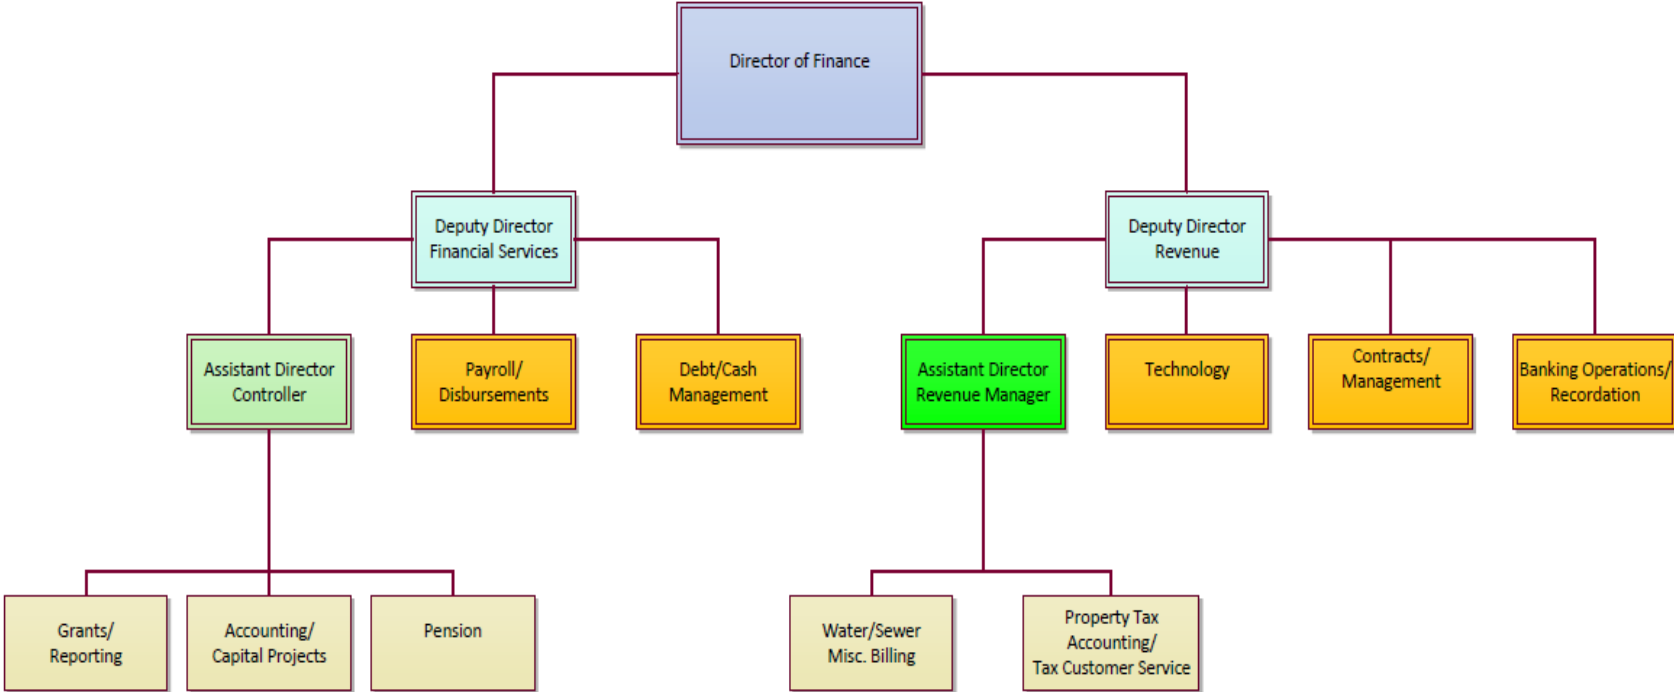 Director of Finance
Deputy Director
Financial Services
Deputy Director
Revenue
Assistant Director
Controller
Payroll/
Disbursements
Debt/Cash
Management
Assistant Director
Revenue Manager
Technology
Contracts/
Management
Banking Operations/
Recordation
Grants/
Reporting
Accounting/
Capital Projects
Pension
Water/Sewer
Misc. Billing
Property Tax
Accounting/
Tax Customer Service